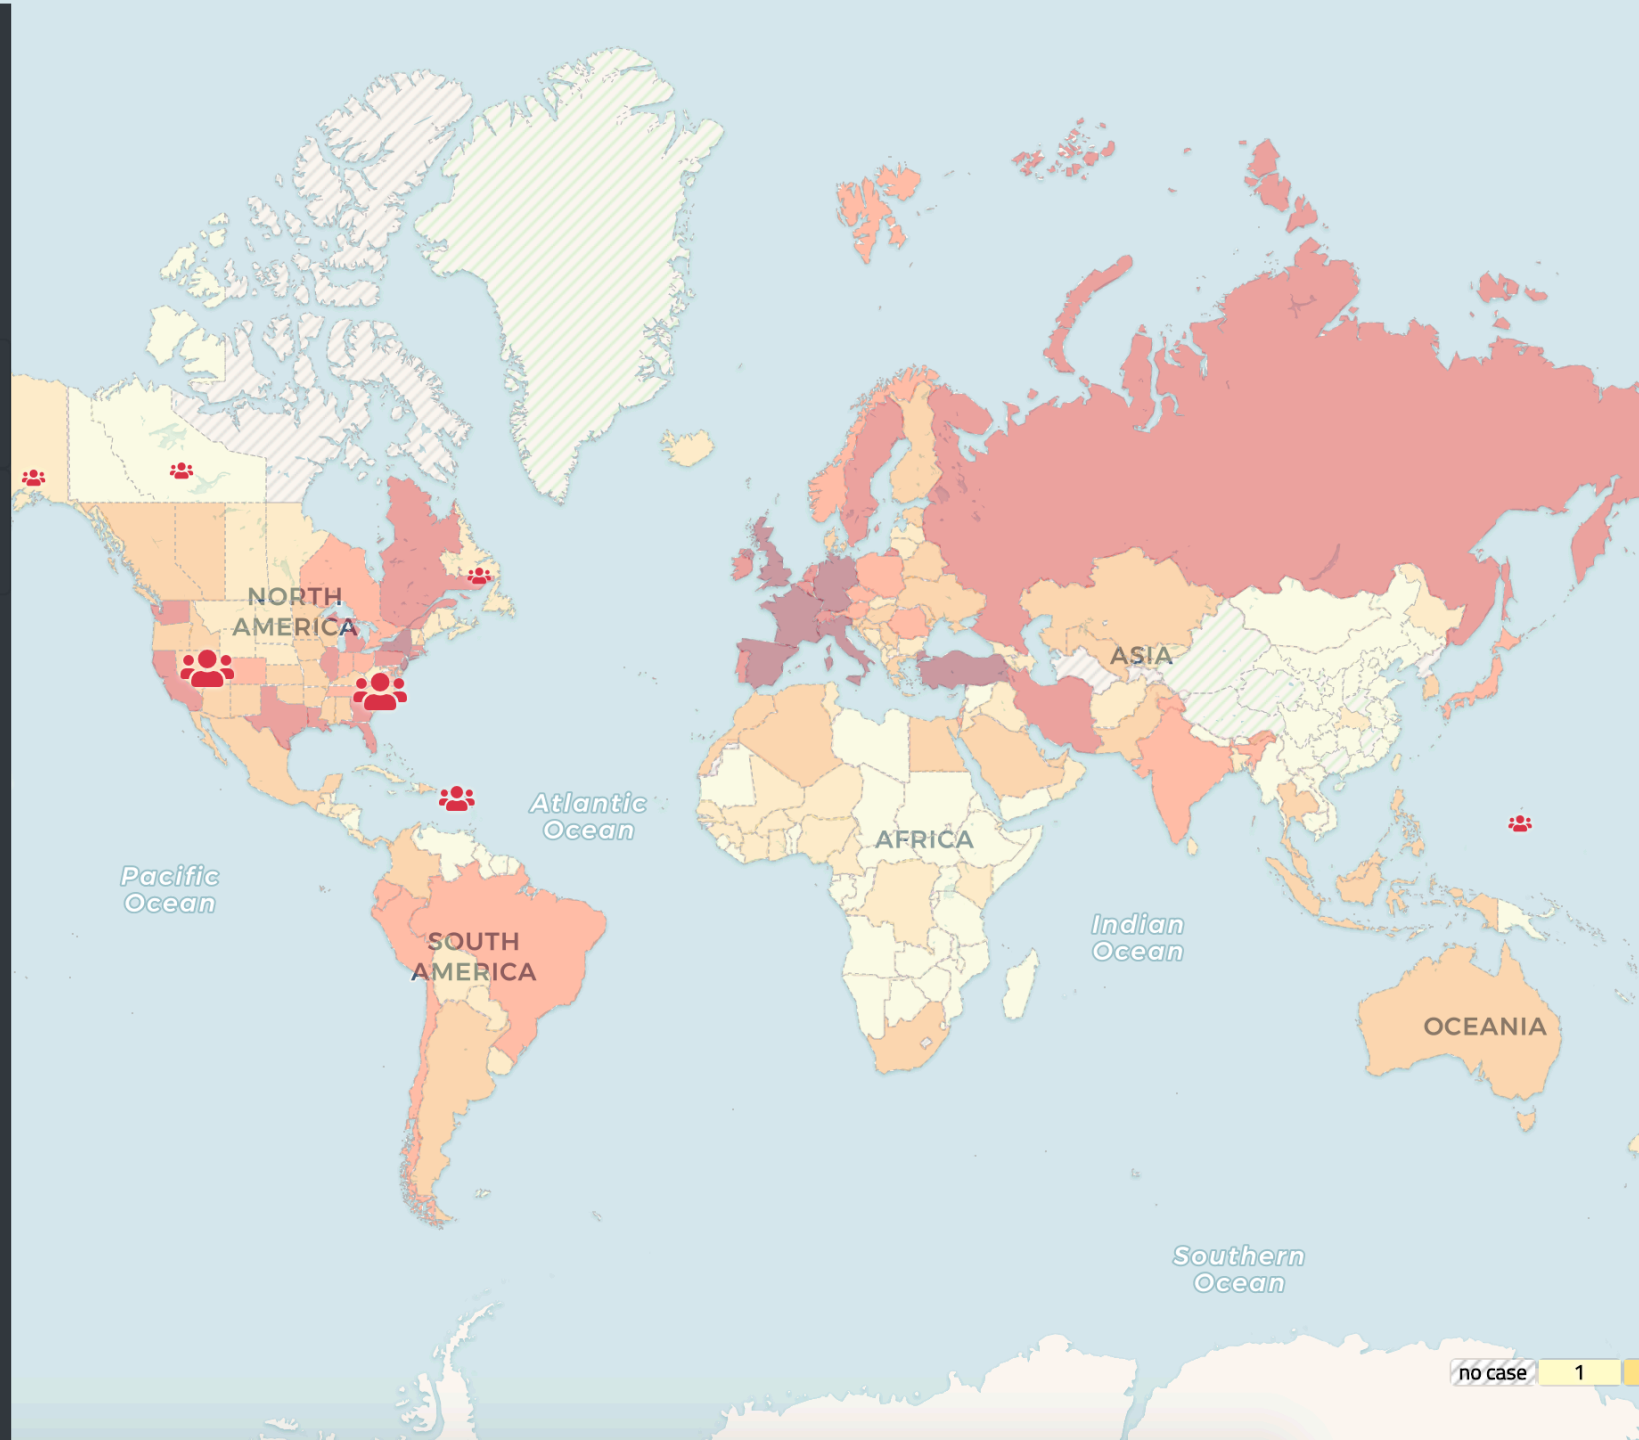 NORTH
AMERICA
ASIA
Atlantic
Ocean
AFRICA
Pacific
Ocean
SOUTH
AMERICA
Indian
Ocean
OCEANIA
Southern
Ocean
no case
1